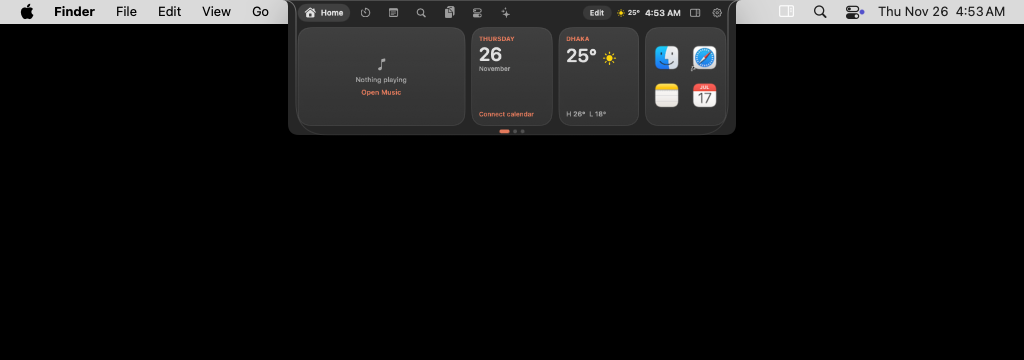 Finder File Edit View Go
Home Edit 25° 4:53 AM
Thu Nov 26 4:53 AM
Nothing playing
Open Music
THURSDAY
26
November
Connect calendar
DHAKA
25°
H 26° L 18°
JUL
17